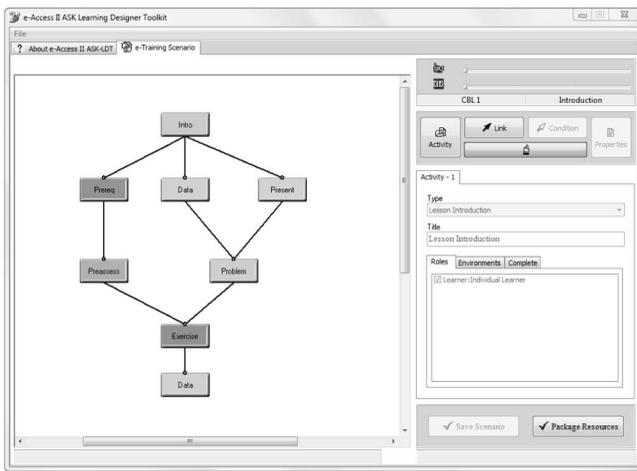 e-Access II ASK Learning Designer Toolkit
File
? About e-Access II ASK-LDT e-Training Scenario
Intro
Prereq Data Present
Preassess Problem
Exercise
Data
CBL 1 Introduction
Activity Link Condition Properties
Activity - 1
Type
Lesson Introduction
Title
Lesson Introduction
Roles Environments Complete
Learner:Individual Learner
Save Scenario Package Resources